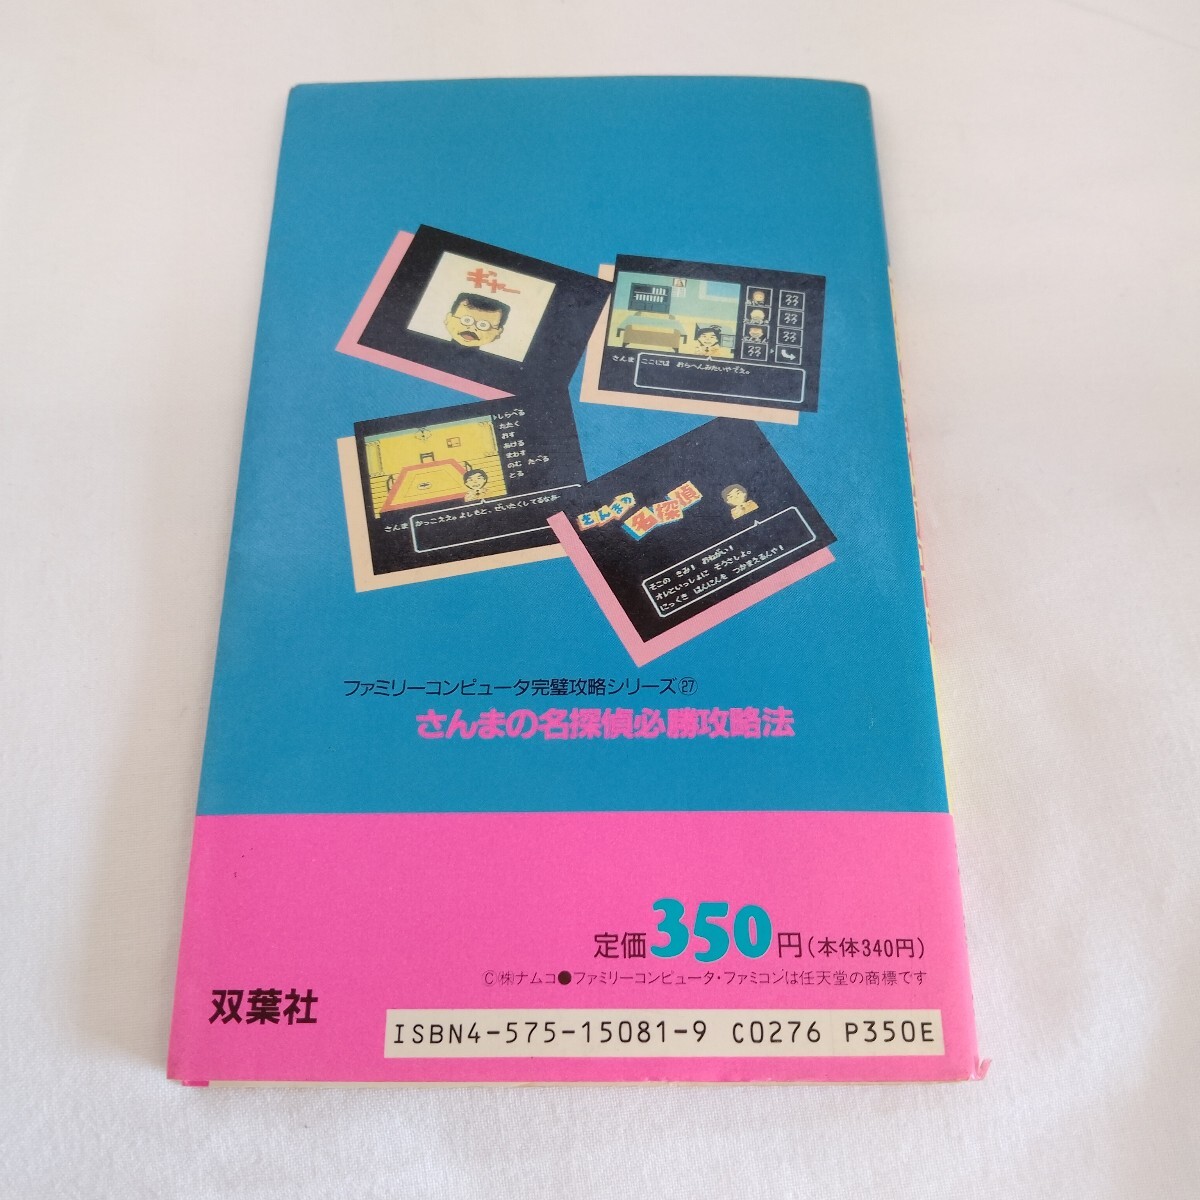 ギャー
さんま ここには おらへんみたいやでえ。
しらべる
たたく
おす
あける
まわす
のむ たべる
とる
さんま かっこええ。よしもと、ぜいたくしてるなあ
さんまの
名探偵
そこの きみ! おねがい!
オレといっしょに そうさしよ。
にっくき はんにんを つかまえるんや!
ファミリーコンピュータ完璧攻略シリーズ㉗
さんまの名探偵必勝攻略法
定価350円(本体340円)
C㈱ナムコ●ファミリーコンピュータ・ファミコンは任天堂の商標です
双葉社
ISBN4-575-15081-9 C0276 P350E